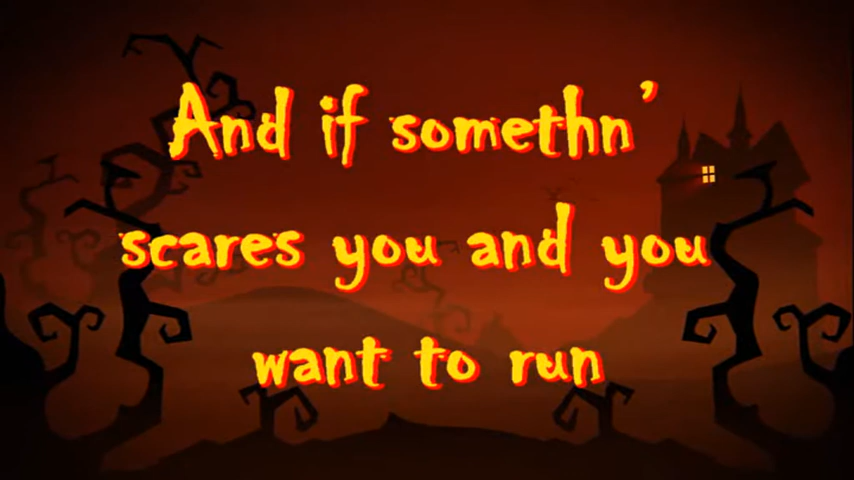 And if somethn'
scares you and you
want to run